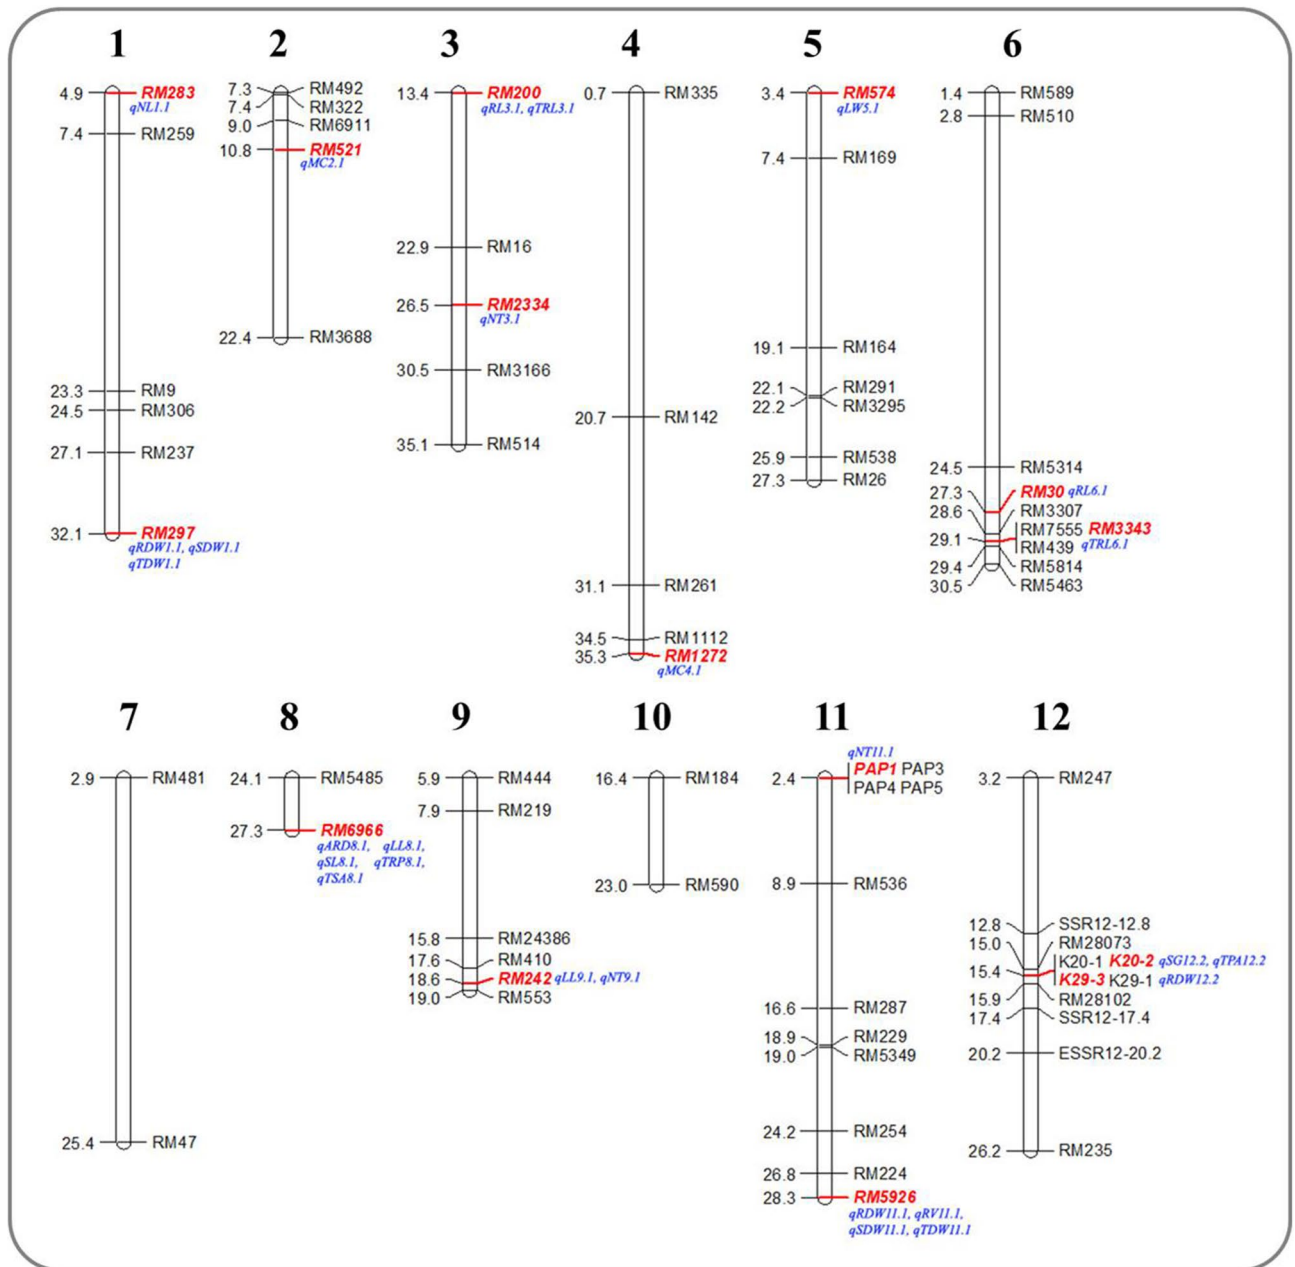 1
4.9 RM283
qNL1.1
7.4 RM259
23.3 RM9
24.5 RM306
27.1 RM237
32.1 RM297
qRDW1.1, qSDW1.1
qTDW1.1
2
7.3 RM492
7.4 RM322
9.0 RM6911
10.8 RM521
qMC2.1
22.4 RM3688
3
13.4 RM200
qRL3.1, qTRL3.1
22.9 RM16
26.5 RM2334
qNT3.1
30.5 RM3166
35.1 RM514
4
0.7 RM335
20.7 RM142
31.1 RM261
34.5 RM1112
35.3 RM1272
qMC4.1
5
3.4 RM574
qLW5.1
7.4 RM169
19.1 RM164
22.1 RM291
22.2 RM3295
25.9 RM538
27.3 RM26
6
1.4 RM589
2.8 RM510
24.5 RM5314
27.3 RM30 qRL6.1
28.6 RM3307
RM7555 RM3343
29.1 RM439 qTRL6.1
29.4 RM5814
30.5 RM5463
7
2.9 RM481
25.4 RM47
8
24.1 RM5485
27.3 RM6966
qARD8.1, qLL8.1,
qSL8.1, qTRP8.1,
qTSA8.1
9
5.9 RM444
7.9 RM219
15.8 RM24386
17.6 RM410
18.6 RM242 qLL9.1, qNT9.1
19.0 RM553
10
16.4 RM184
23.0 RM590
11
qNT11.1
PAP1 PAP3
2.4 PAP4 PAP5
8.9 RM536
16.6 RM287
18.9 RM229
19.0 RM5349
24.2 RM254
26.8 RM224
28.3 RM5926
qRDW11.1, qRV11.1,
qSDW11.1, qTDW11.1
12
3.2 RM247
12.8 SSR12-12.8
15.0 RM28073
K20-1 K20-2 qSG12.2, qTPA12.2
15.4 K29-3 K29-1 qRDW12.2
15.9 RM28102
17.4 SSR12-17.4
20.2 ESSR12-20.2
26.2 RM235